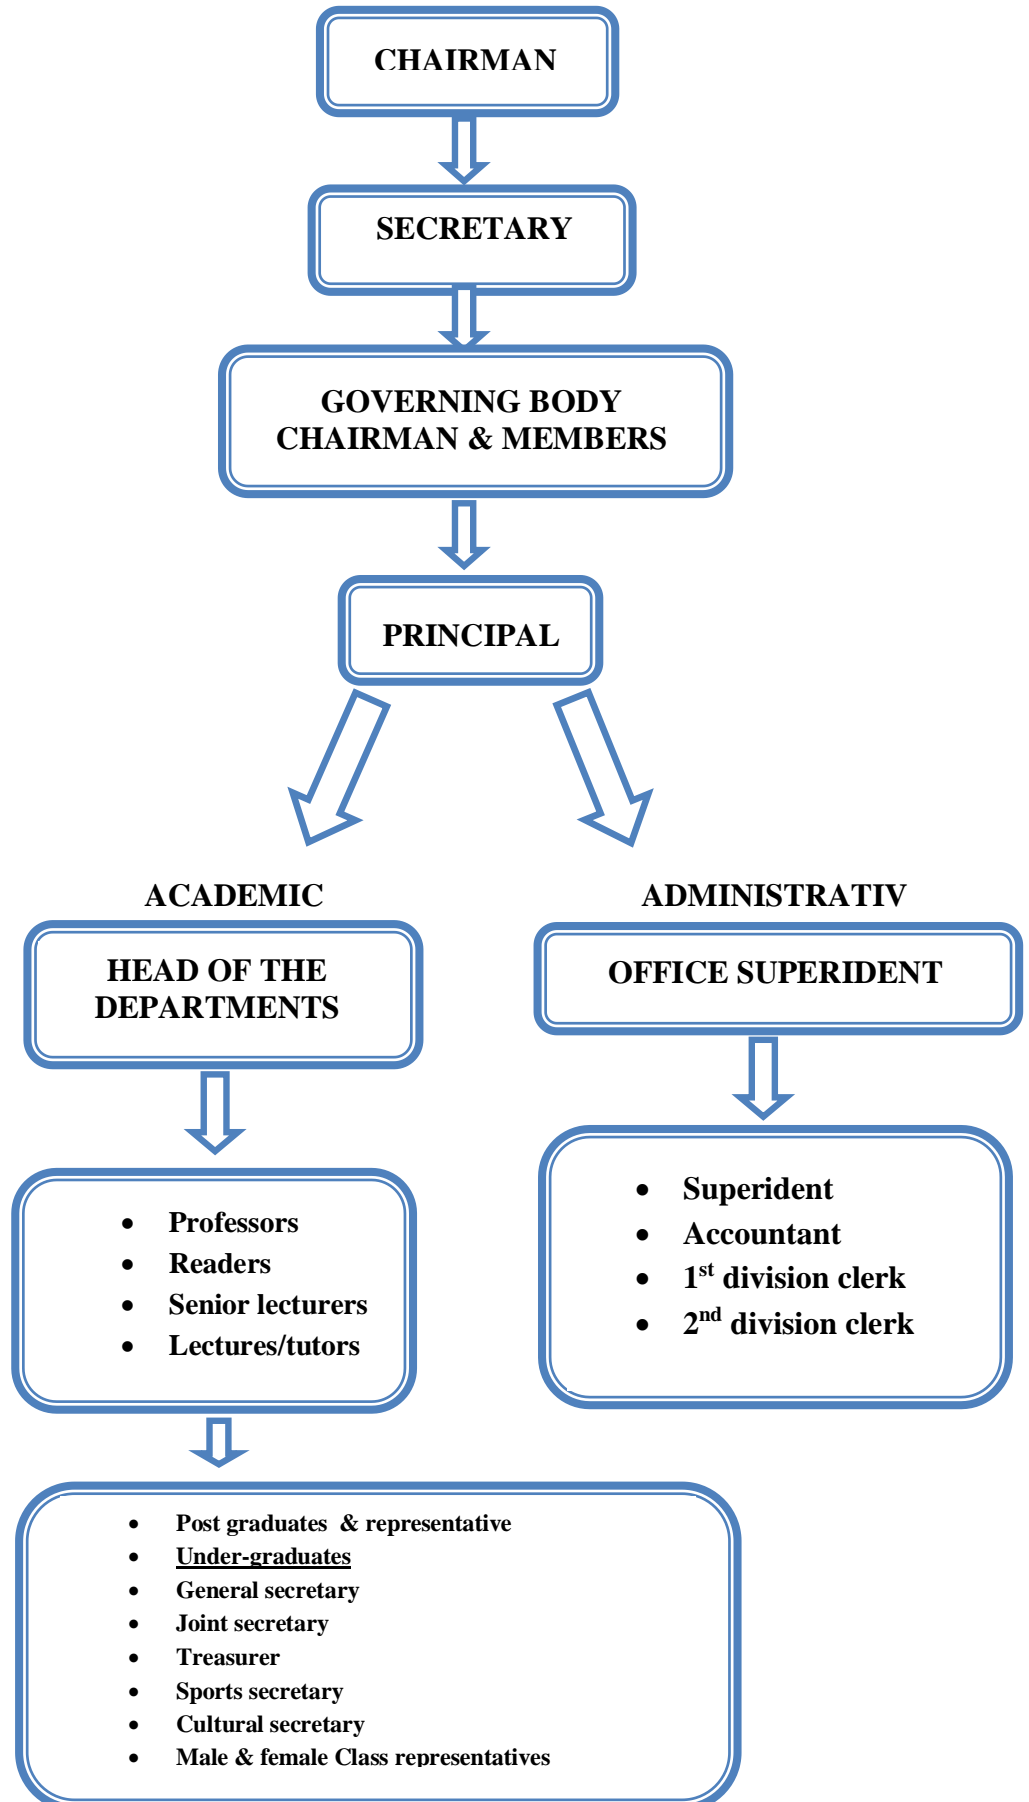 CHAIRMAN
SECRETARY
GOVERNING BODY
CHAIRMAN & MEMBERS
PRINCIPAL
ACADEMIC
HEAD OF THE
DEPARTMENTS
• Professors
• Readers
• Senior lecturers
• Lectures/tutors
• Post graduates & representative
• Under-graduates
• General secretary
• Joint secretary
• Treasurer
• Sports secretary
• Cultural secretary
• Male & female Class representatives
ADMINISTRATIV
OFFICE SUPERIDENT
• Superident
• Accountant
• 1st division clerk
• 2nd division clerk